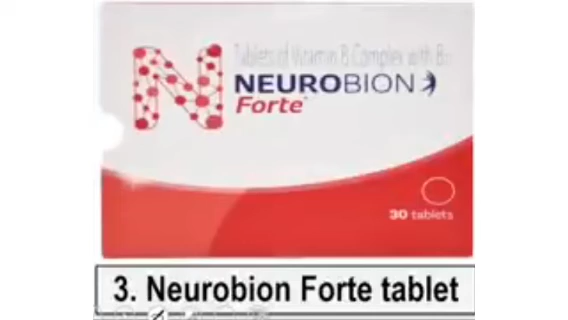 Tablets of Vitamin B Complex with B₁₂
NEUROBION
Forte
30 tablets
3. Neurobion Forte tablet